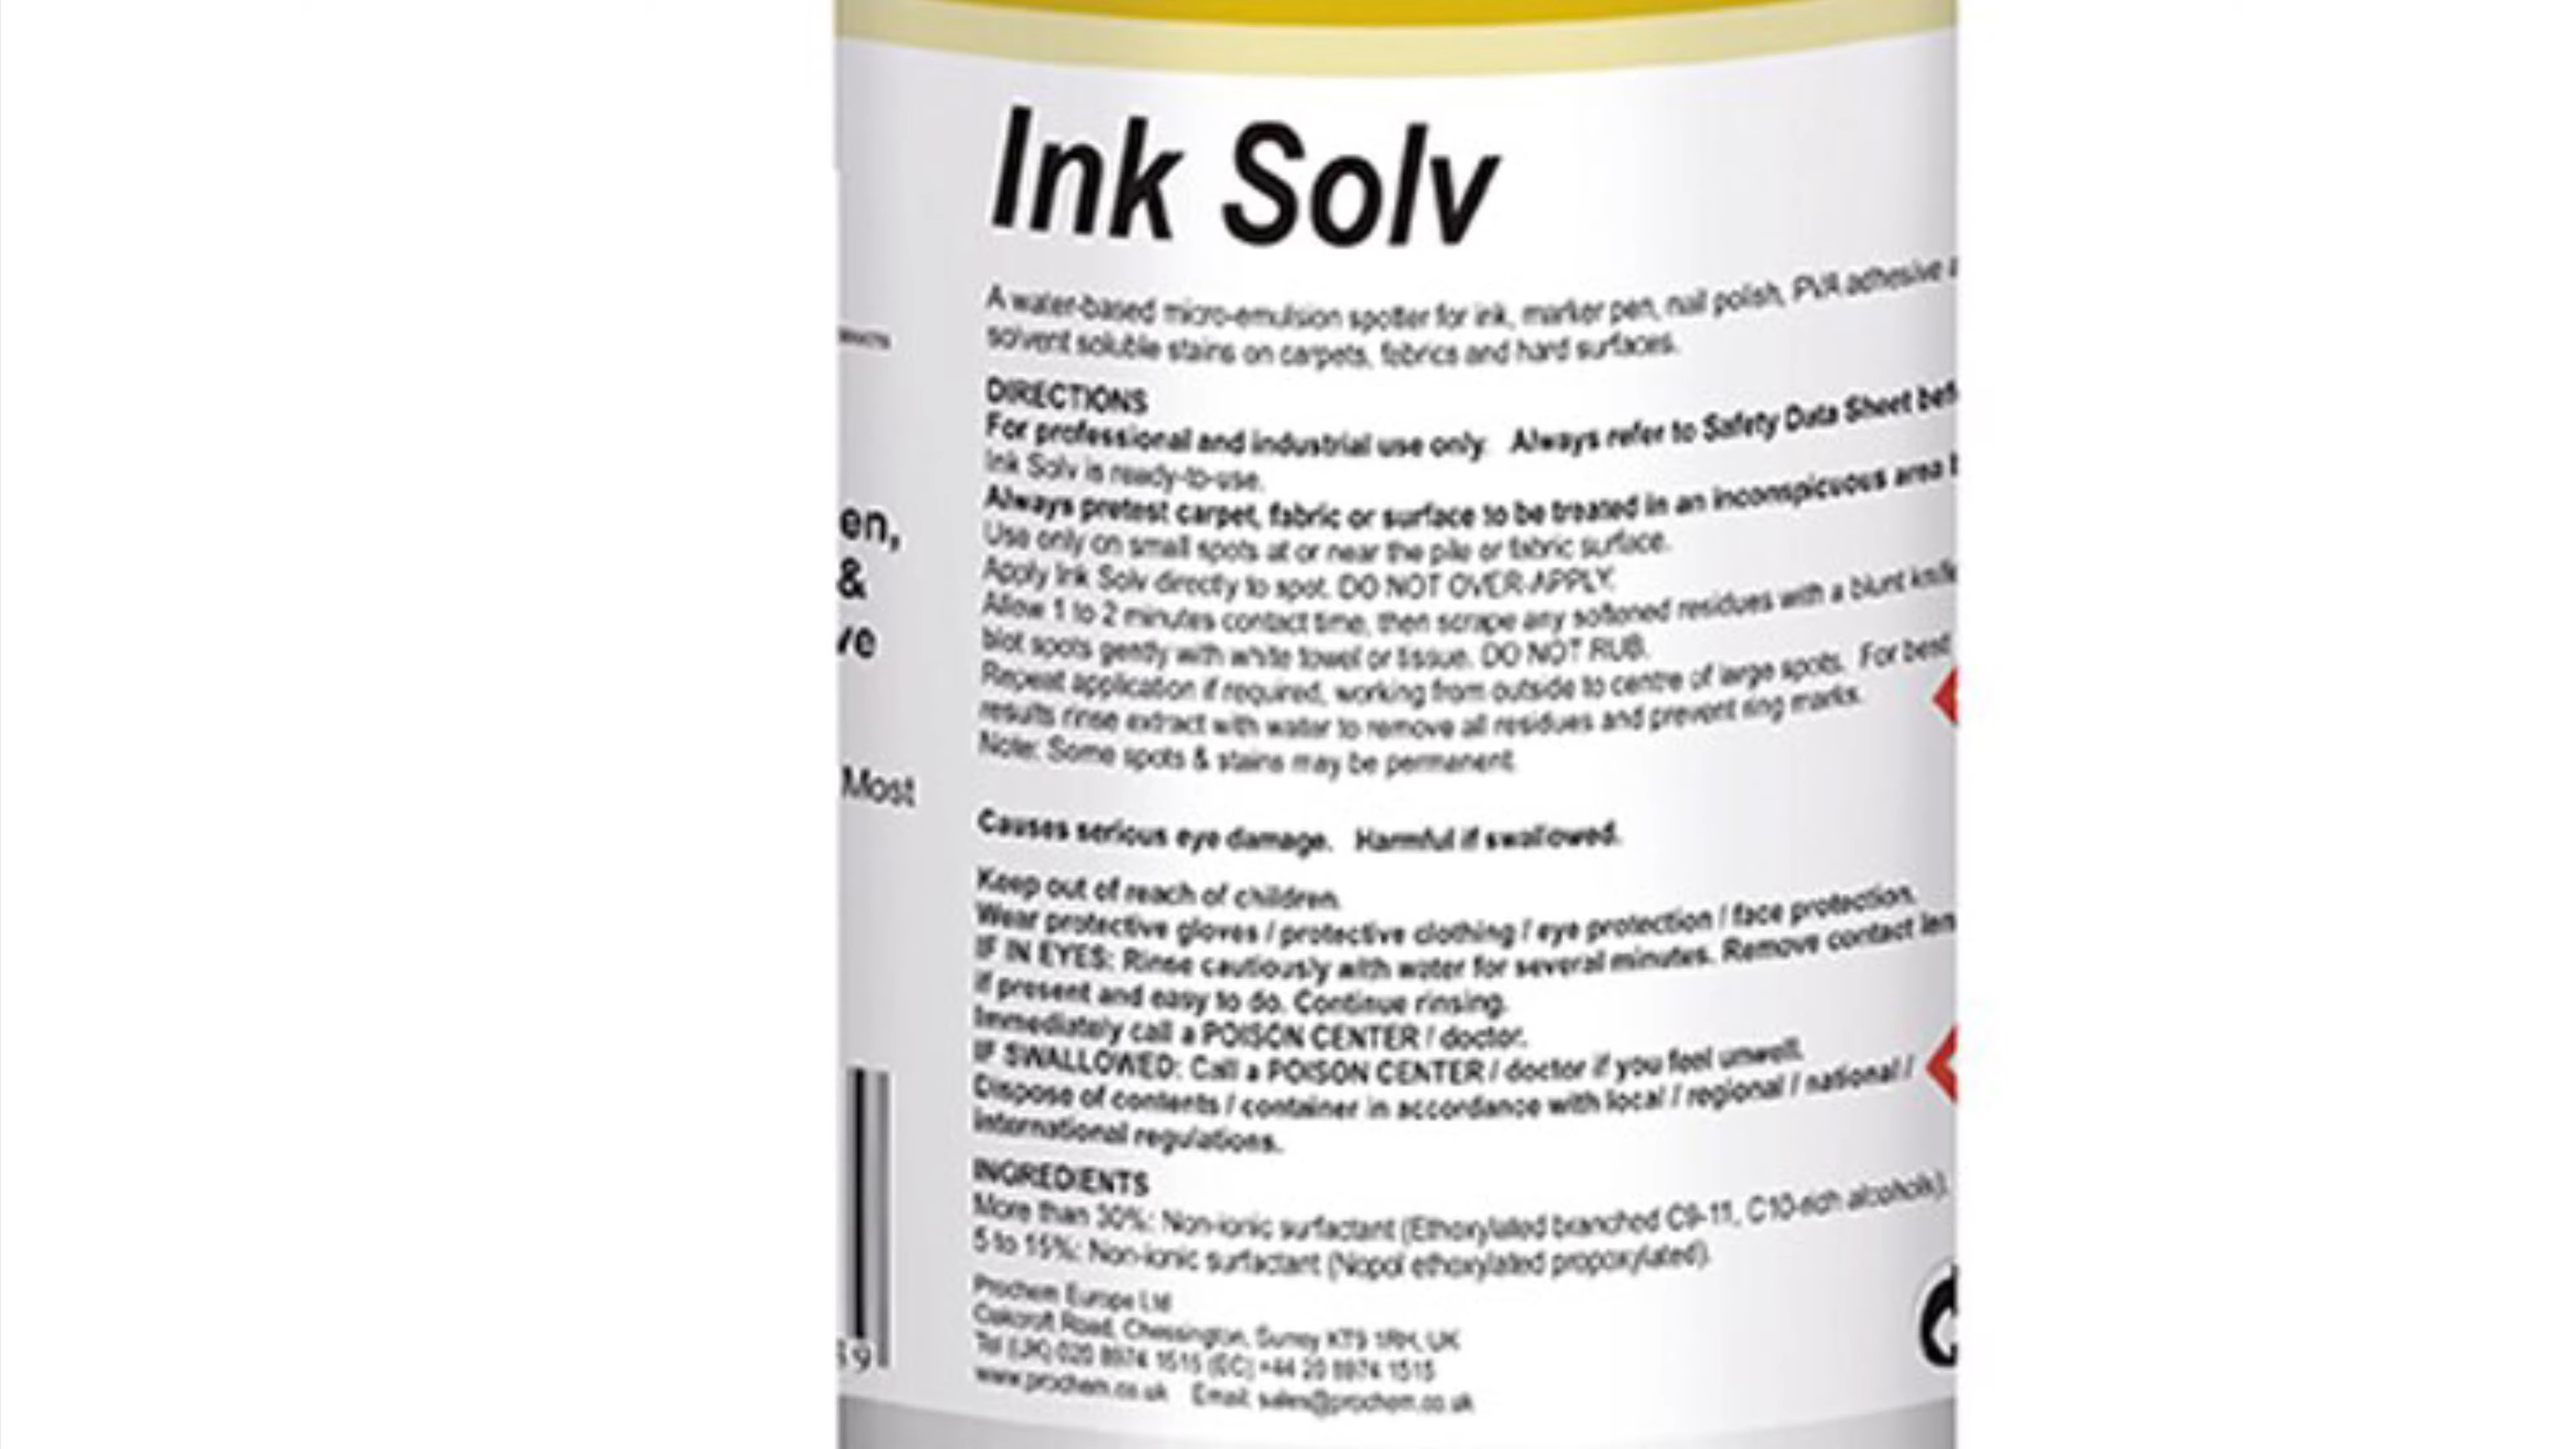 Ink Solv
A water-based micro-emulsion spotter for ink, marker pen, nail polish, PVA adhesive
solvent soluble stains on carpets, fabrics and hard surfaces.
DIRECTIONS
For professional and industrial use only. Always refer to Safety Data Sheet
Ink Solv is ready-to-use.
Always pretest carpet, fabric or surface to be treated in an inconspicuous area
Use only on small spots at or near the pile or fabric surface.
Apply Ink Solv directly to spot. DO NOT OVER-APPLY.
Allow 1 to 2 minutes contact time, then scrape any softened residues with a blunt knife
blot spots gently with white towel or tissue. DO NOT RUB.
Repeat application if required, working from outside to centre of large spots. For best
results rinse extract with water to remove all residues and prevent ring marks.
Note: Some spots & stains may be permanent.
Causes serious eye damage. Harmful if swallowed.
Keep out of reach of children.
Wear protective gloves / protective clothing / eye protection / face protection.
IF IN EYES: Rinse cautiously with water for several minutes. Remove contact len
if present and easy to do. Continue rinsing.
Immediately call a POISON CENTER / doctor.
IF SWALLOWED: Call a POISON CENTER / doctor if you feel unwell.
Dispose of contents / container in accordance with local / regional / national /
international regulations.
INGREDIENTS
More than 30%: Non-ionic surfactant (Ethoxylated branched C9-11, C10-rich alcohols).
5 to 15%: Non-ionic surfactant (Nopol ethoxylated propoxylated).
Prochem Europe Ltd
Oakcroft Road, Chessington, Surrey KT9 1RH, UK
Tel (UK) 020 8974 1515 (EC) +44 20 8974 1515
www.prochem.co.uk Email: sales@prochem.co.uk
en,
&
ve
Most
9